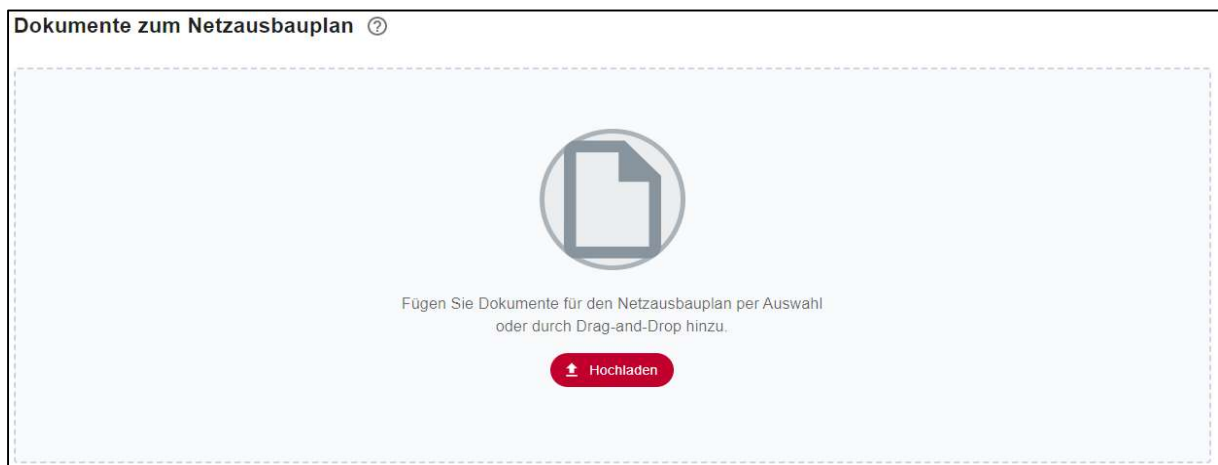 Dokumente zum Netzausbauplan ?
Fügen Sie Dokumente für den Netzausbauplan per Auswahl
oder durch Drag-and-Drop hinzu.
Hochladen